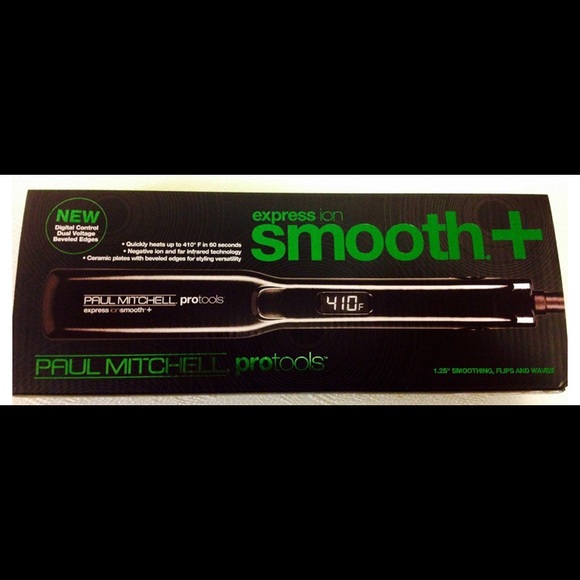 NEW
Digital Control
Dual Voltage
Beveled Edges
• Quickly heats up to 410° F in 60 seconds
• Negative ion and far infrared technology
• Ceramic plates with beveled edges for styling versatility
express ion
smooth.+
PAUL MITCHELL. protools™
express ion smooth+
410F
PAUL MITCHELL. protools™
1.25" SMOOTHING, FLIPS AND WAVES